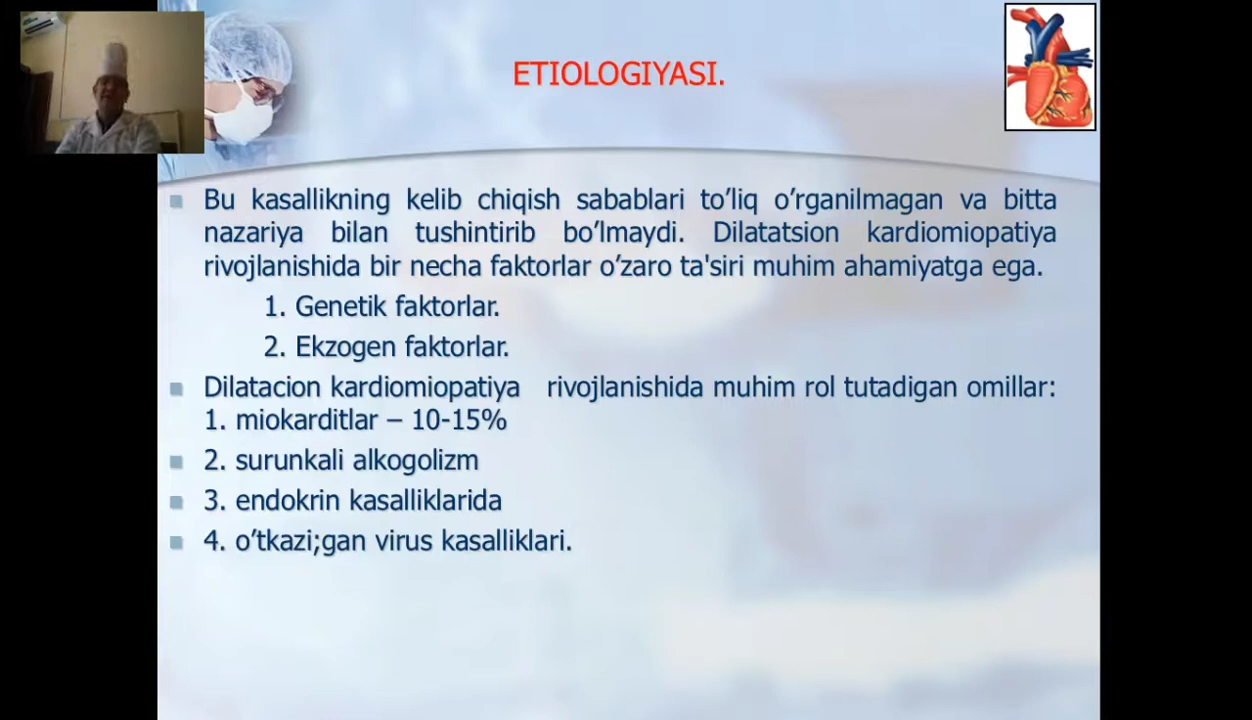 ETIOLOGIYASI.
Bu kasallikning kelib chiqish sabablari to’liq o’rganilmagan va bitta
nazariya bilan tushintirib bo’lmaydi. Dilatatsion kardiomiopatiya
rivojlanishida bir necha faktorlar o’zaro ta'siri muhim ahamiyatga ega.
1. Genetik faktorlar.
2. Ekzogen faktorlar.
Dilatacion kardiomiopatiya rivojlanishida muhim rol tutadigan omillar:
1. miokarditlar – 10-15%
2. surunkali alkogolizm
3. endokrin kasalliklarida
4. o’tkazi;gan virus kasalliklari.